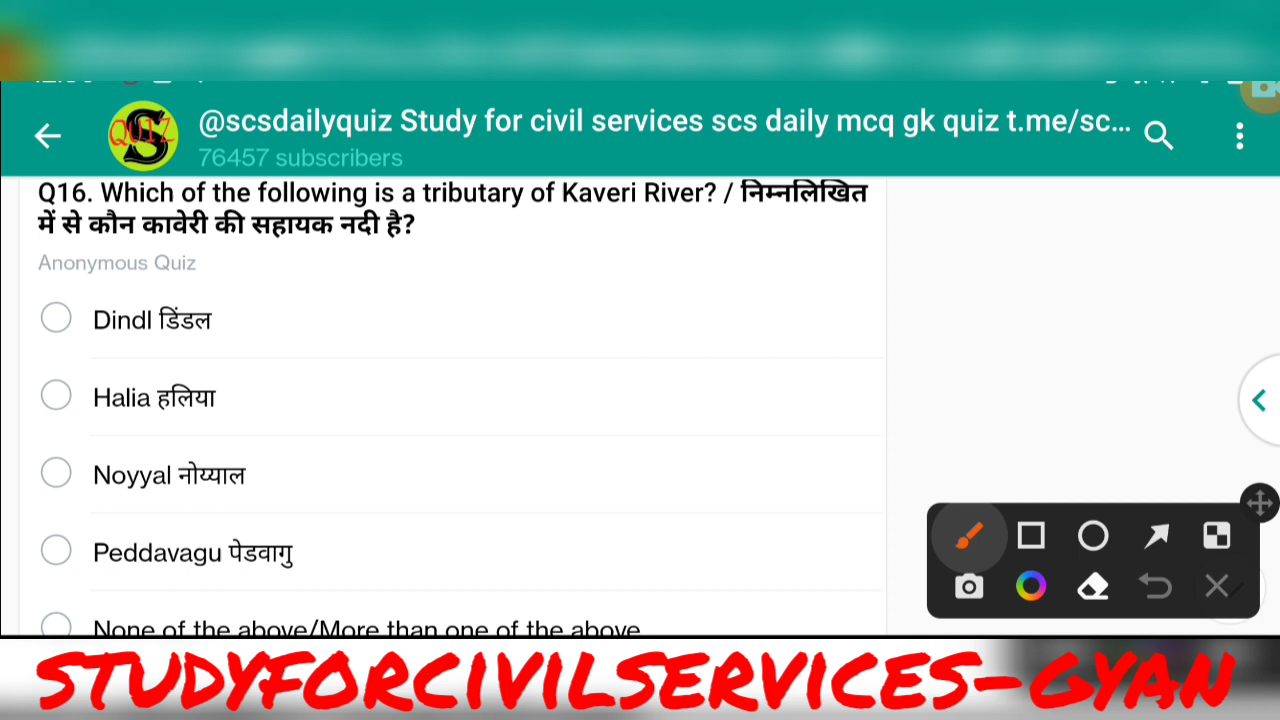 @scsdailyquiz Study for civil services scs daily mcq gk quiz t.me/sc...
76457 subscribers
Q16. Which of the following is a tributary of Kaveri River? / निम्नलिखित
में से कौन कावेरी की सहायक नदी है?
Anonymous Quiz
Dindl डिंडल
Halia हलिया
Noyyal नोय्याल
Peddavagu पेडवागु
None of the above/More than one of the above
STUDYFORCIVILSERVICES-GYAN